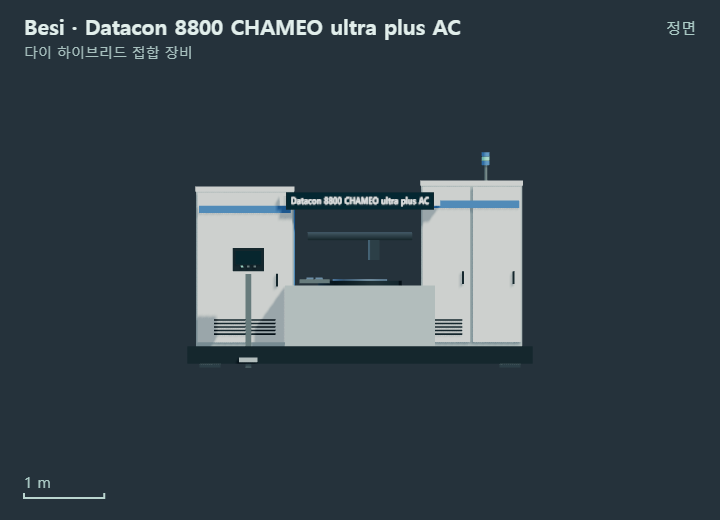 Besi · Datacon 8800 CHAMEO ultra plus AC
정면
다이 하이브리드 접합 장비
Datacon 8800 CHAMEO ultra plus AC
1 m